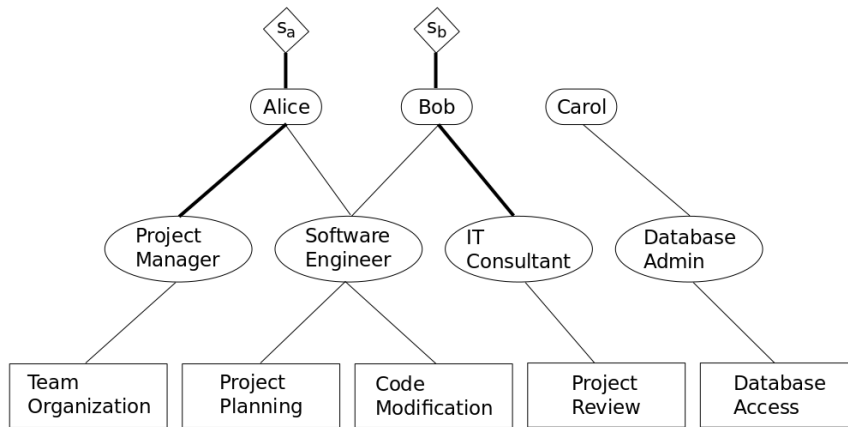 sa
sb
Alice
Bob
Carol
Project
Manager
Software
Engineer
IT
Consultant
Database
Admin
Team
Organization
Project
Planning
Code
Modification
Project
Review
Database
Access